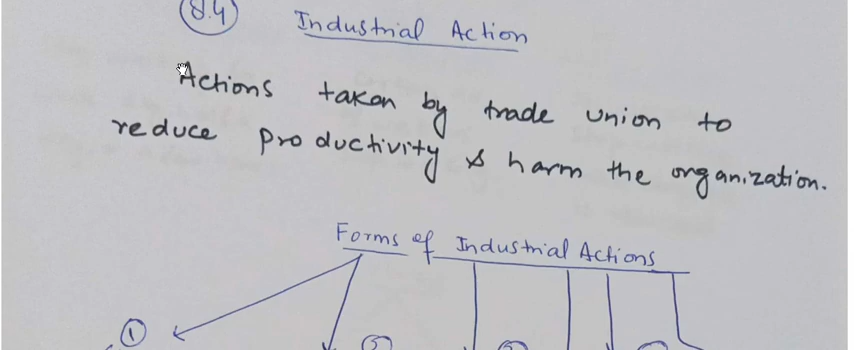 8.4 Industrial Action
Actions taken by trade union to
reduce productivity & harm the organization.
Forms of Industrial Actions
1